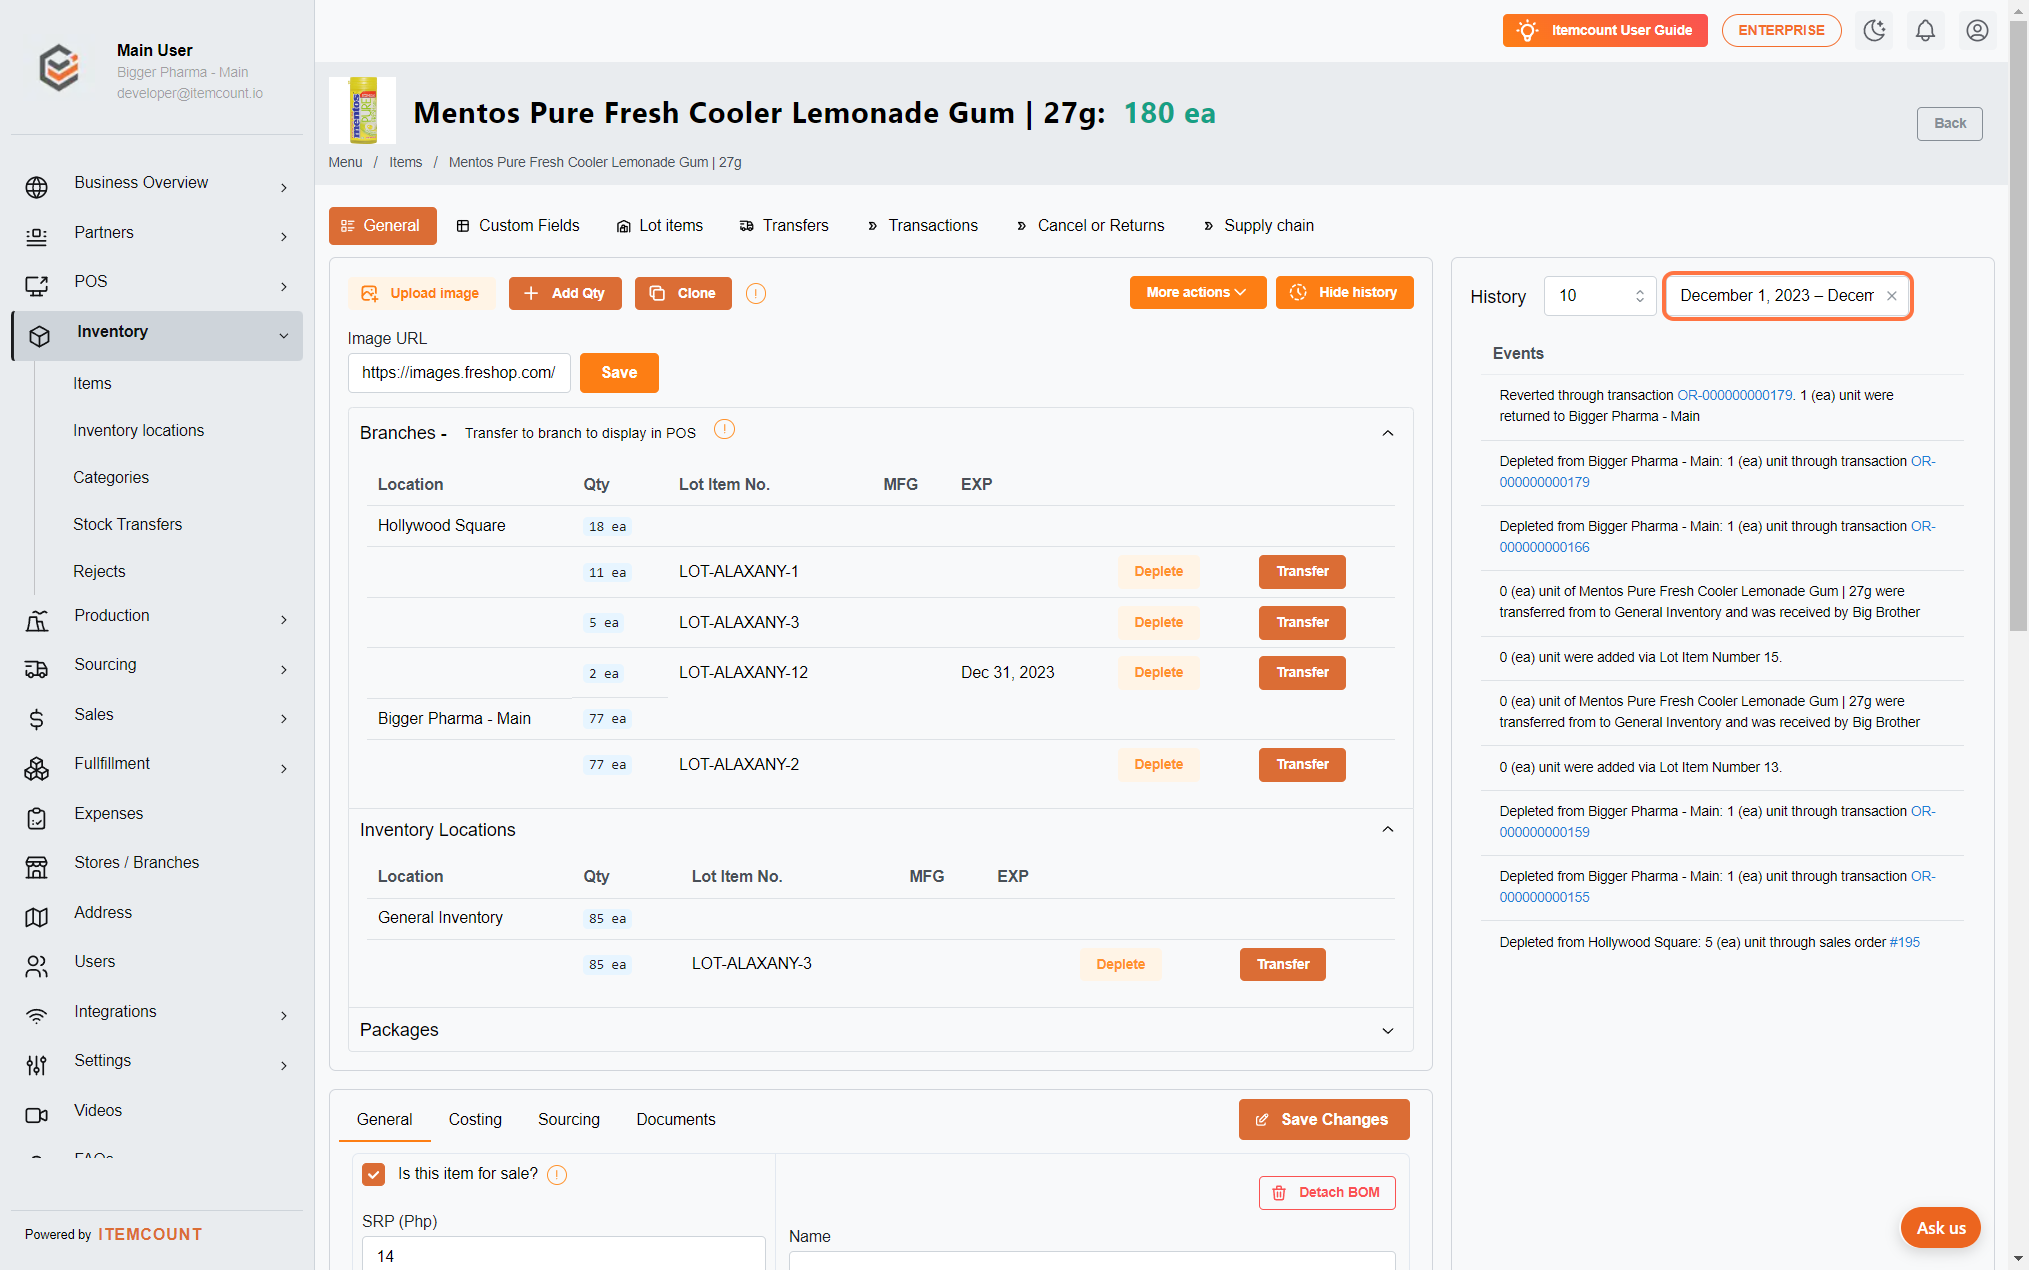 Main User
Bigger Pharma - Main
developer@itemcount.io
Business Overview
Partners
POS
Inventory
Items
Inventory locations
Categories
Stock Transfers
Rejects
Production
Sourcing
Sales
Fullfillment
Expenses
Stores / Branches
Address
Users
Integrations
Settings
Videos
FAQs
Powered by ITEMCOUNT
Itemcount User Guide
ENTERPRISE
mentos
Mentos Pure Fresh Cooler Lemonade Gum | 27g: 180 ea
Back
Menu / Items / Mentos Pure Fresh Cooler Lemonade Gum | 27g
General
Custom Fields
Lot items
Transfers
Transactions
Cancel or Returns
Supply chain
Upload image
Add Qty
Clone
More actions
Hide history
Image URL
https://images.freshop.com/
Save
Branches - Transfer to branch to display in POS
Location Qty Lot Item No. MFG EXP
Hollywood Square 18 ea
11 ea LOT-ALAXANY-1 Deplete Transfer
5 ea LOT-ALAXANY-3 Deplete Transfer
2 ea LOT-ALAXANY-12 Dec 31, 2023 Deplete Transfer
Bigger Pharma - Main 77 ea
77 ea LOT-ALAXANY-2 Deplete Transfer
Inventory Locations
Location Qty Lot Item No. MFG EXP
General Inventory 85 ea
85 ea LOT-ALAXANY-3 Deplete Transfer
Packages
General Costing Sourcing Documents
Save Changes
Is this item for sale?
Detach BOM
SRP (Php)
14
Name
History 10 December 1, 2023 – Decem
Events
Reverted through transaction OR-000000000179. 1 (ea) unit were
returned to Bigger Pharma - Main
Depleted from Bigger Pharma - Main: 1 (ea) unit through transaction OR-
000000000179
Depleted from Bigger Pharma - Main: 1 (ea) unit through transaction OR-
000000000166
0 (ea) unit of Mentos Pure Fresh Cooler Lemonade Gum | 27g were
transferred from to General Inventory and was received by Big Brother
0 (ea) unit were added via Lot Item Number 15.
0 (ea) unit of Mentos Pure Fresh Cooler Lemonade Gum | 27g were
transferred from to General Inventory and was received by Big Brother
0 (ea) unit were added via Lot Item Number 13.
Depleted from Bigger Pharma - Main: 1 (ea) unit through transaction OR-
000000000159
Depleted from Bigger Pharma - Main: 1 (ea) unit through transaction OR-
000000000155
Depleted from Hollywood Square: 5 (ea) unit through sales order #195
Ask us